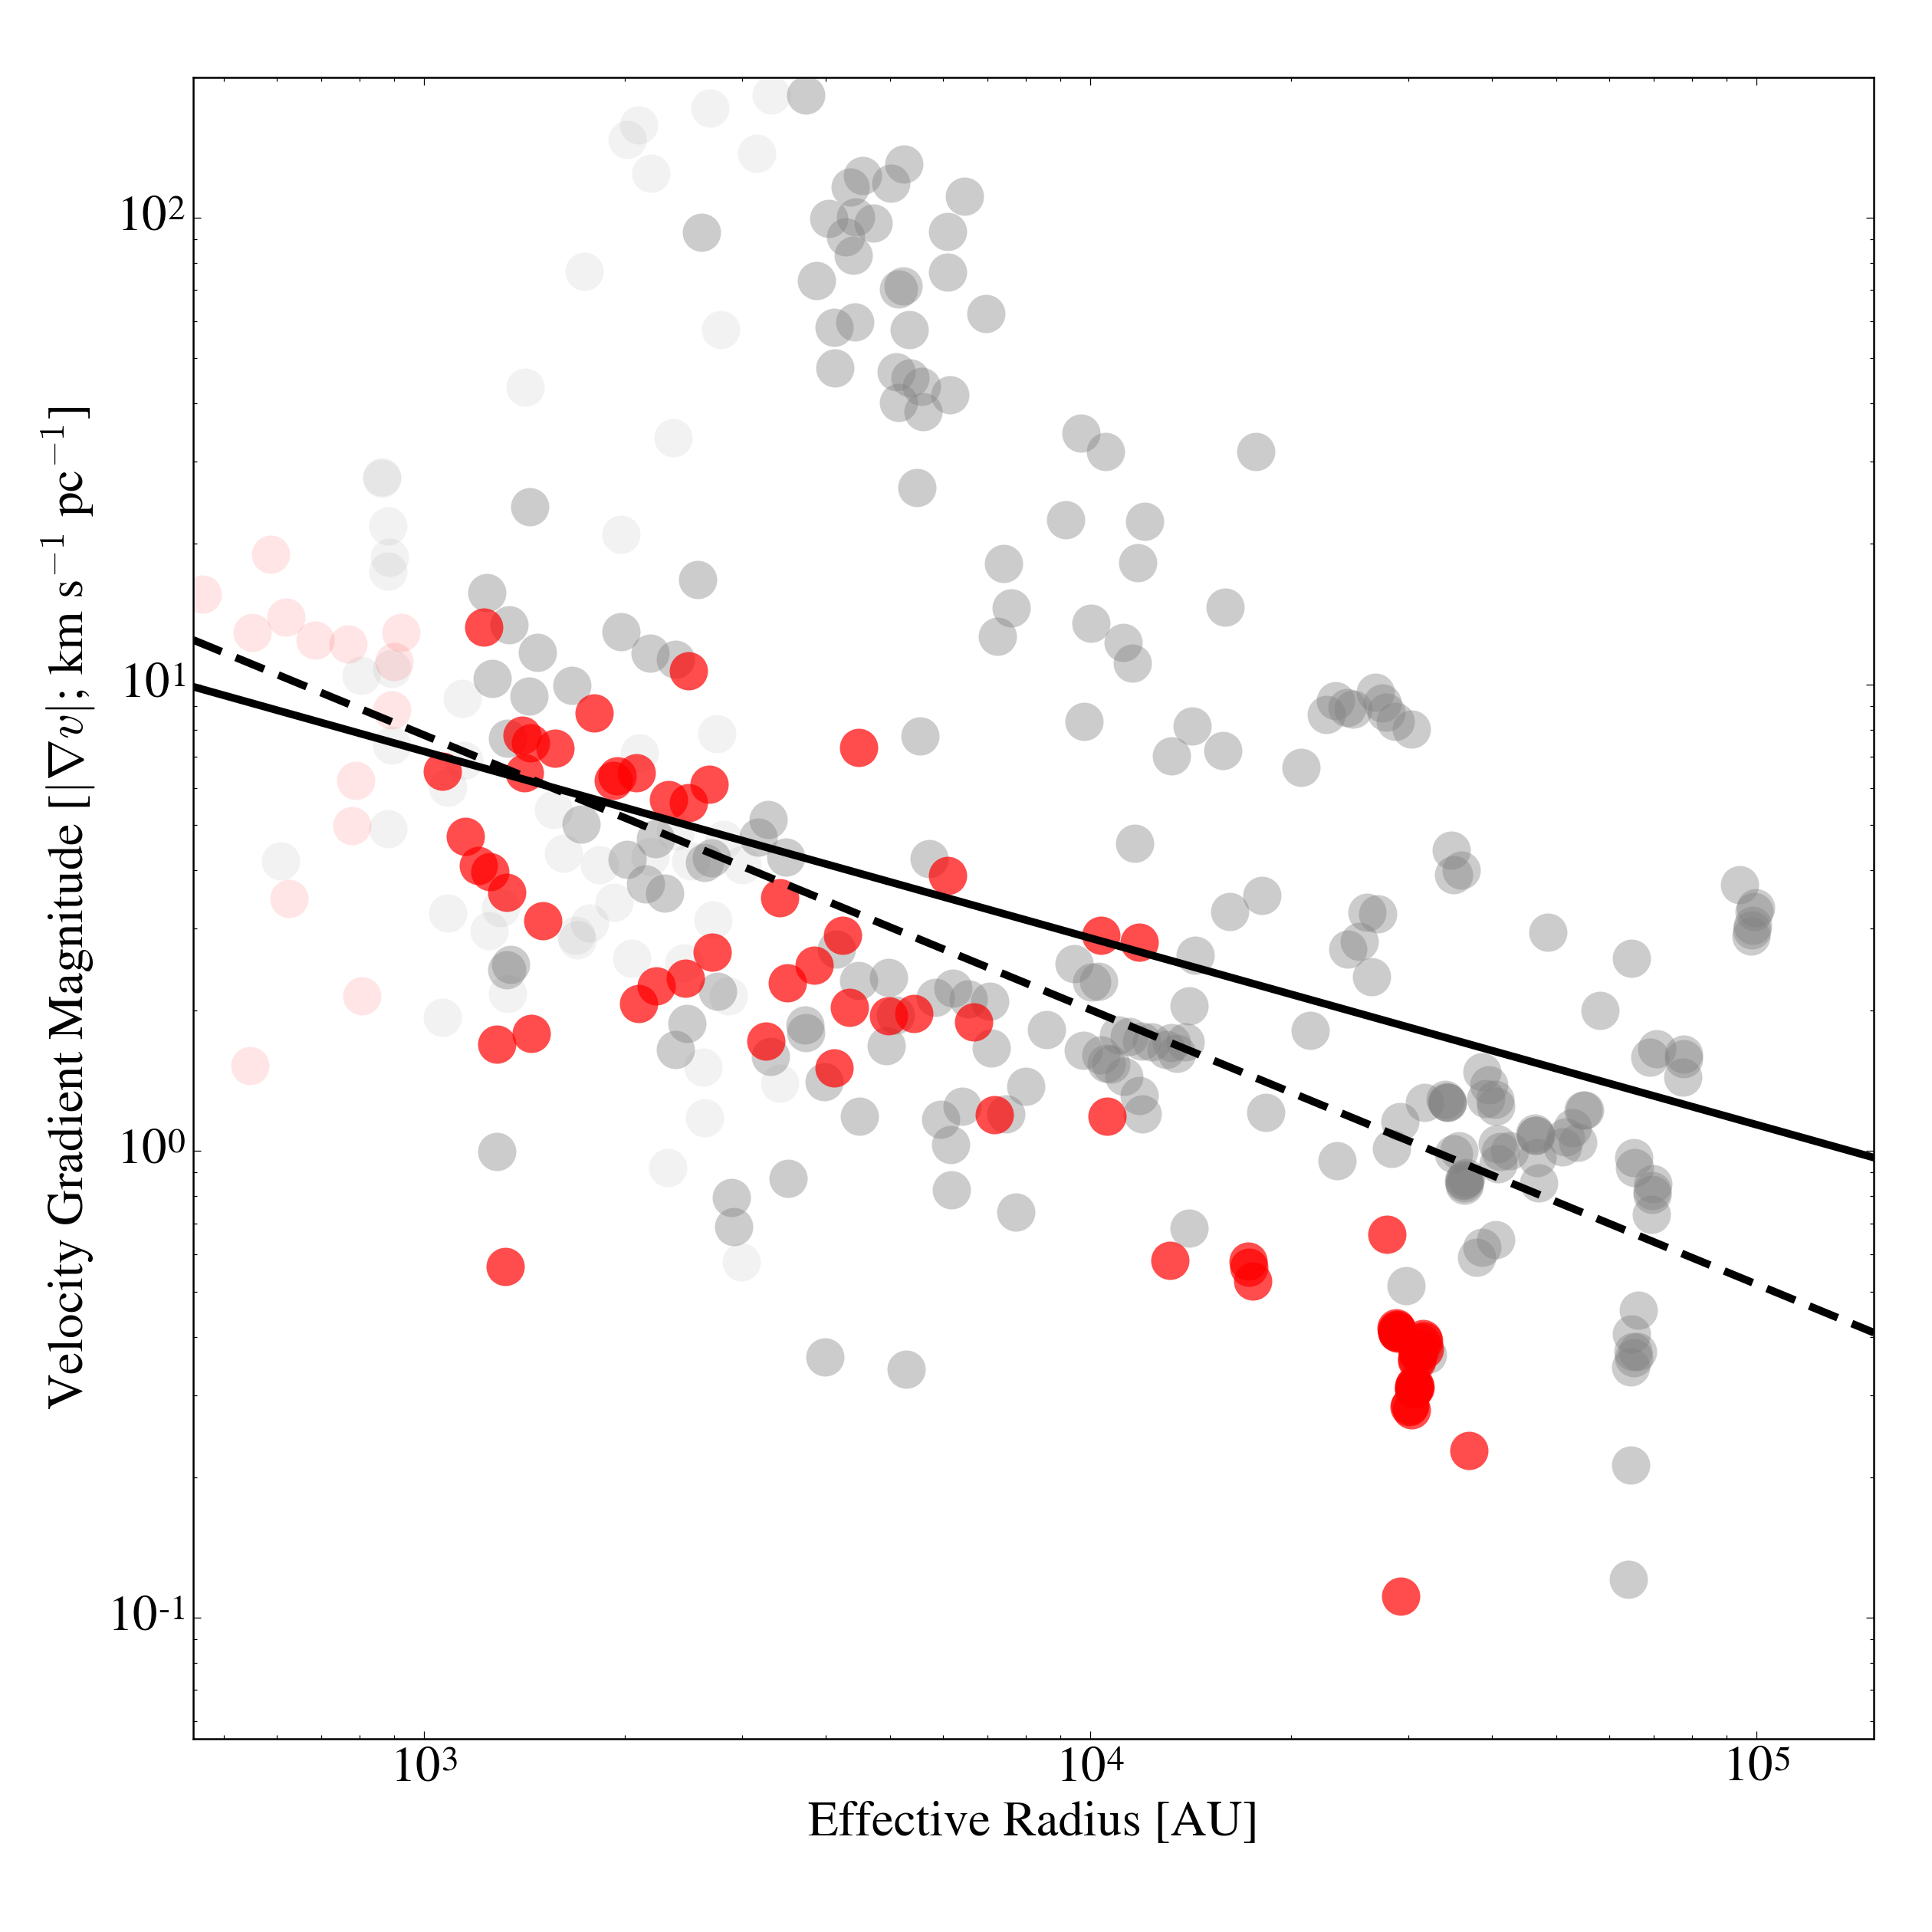 Velocity Gradient Magnitude [|∇v|; km s⁻¹ pc⁻¹]
10²
10¹
10⁰
10⁻¹
10³ 10⁴ 10⁵
Effective Radius [AU]